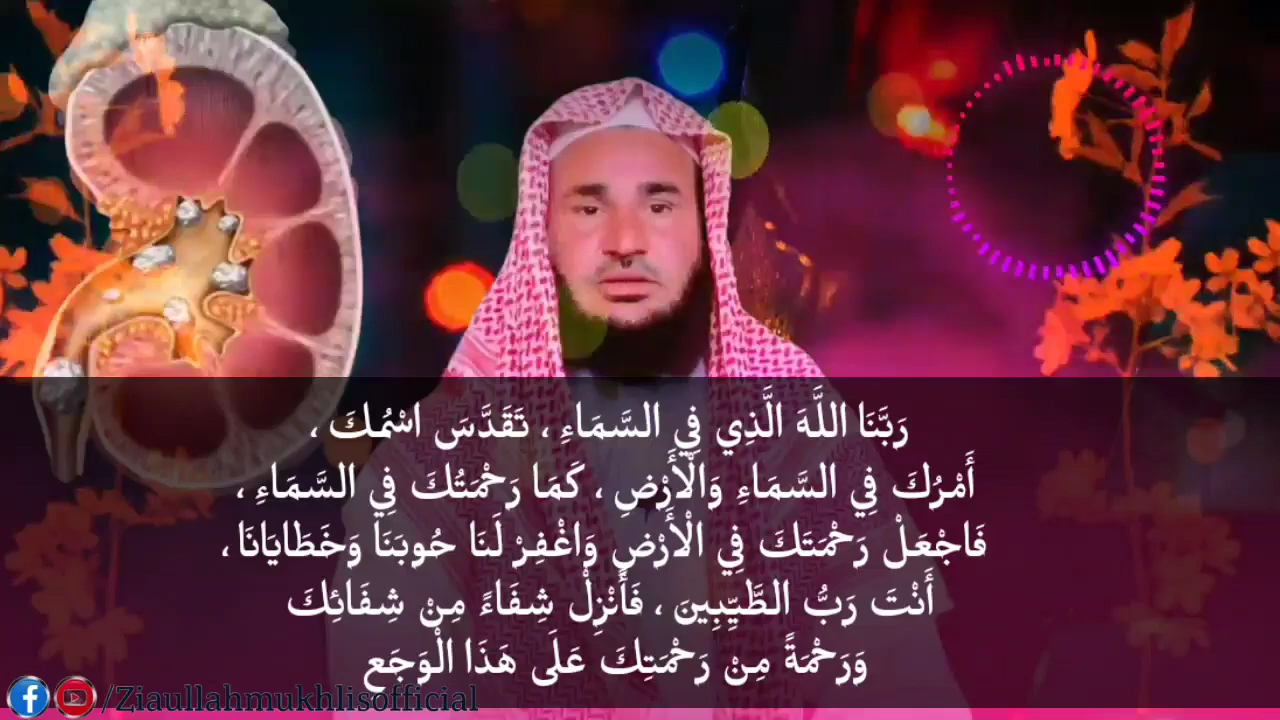 رَبَّنَا اللَّهَ الَّذِي فِي السَّمَاءِ ، تَقَدَّسَ اسْمُكَ ،
أَمْرُكَ فِي السَّمَاءِ وَالْأَرْضِ ، كَمَا رَحْمَتُكَ فِي السَّمَاءِ ،
فَاجْعَلْ رَحْمَتَكَ فِي الْأَرْضِ وَاغْفِرْ لَنَا حُوبَنَا وَخَطَايَانَا ،
أَنْتَ رَبُّ الطَّيِّبِينَ ، فَأَنْزِلْ شِفَاءً مِنْ شِفَائِكَ
وَرَحْمَةً مِنْ رَحْمَتِكَ عَلَى هَذَا الْوَجَعِ
/Ziaullahmukhlisofficial